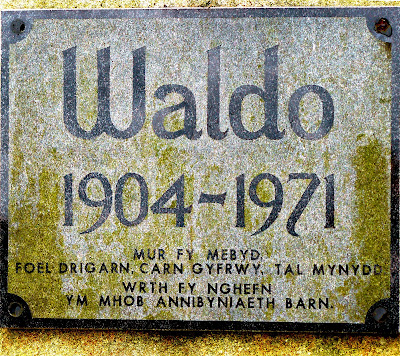 Waldo
1904-1971
MUR FY MEBYD,
FOEL DRIGARN, CARN GYFRWY, TAL MYNYDD
WRTH FY NGHEFN
YM MHOB ANNIBYNIAETH BARN.